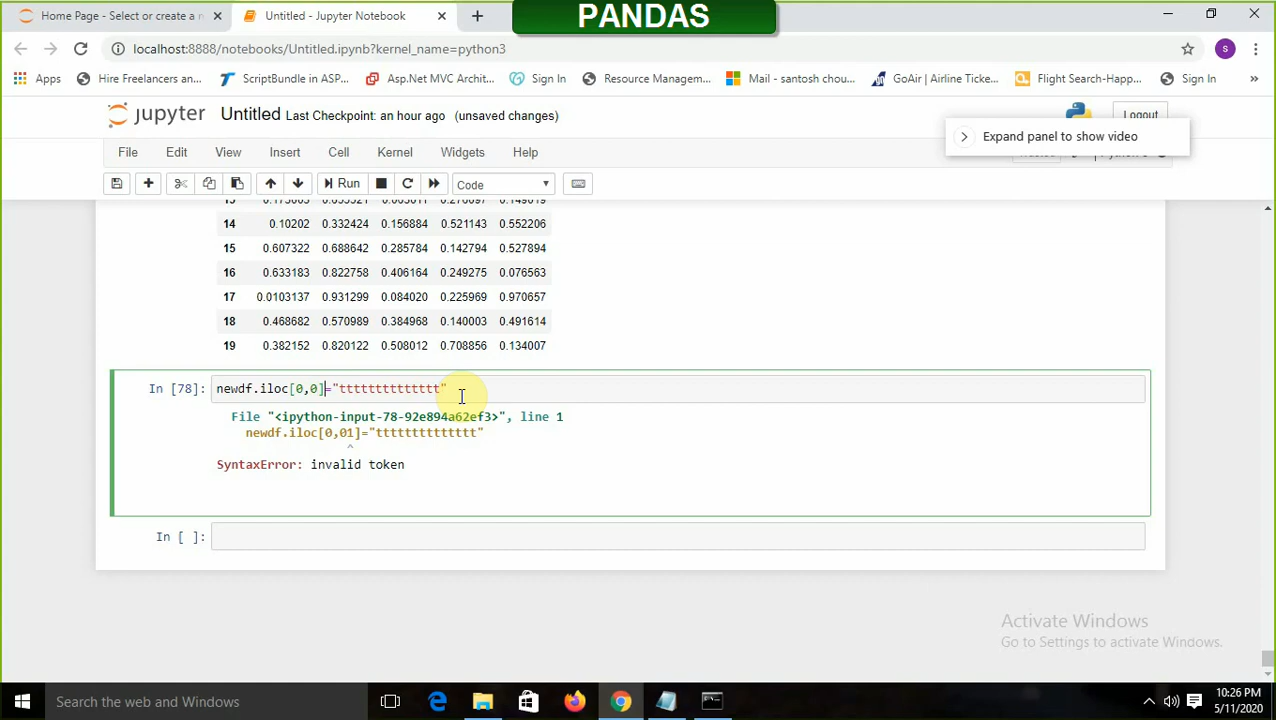 PANDAS
Home Page - Select or create a n
Untitled - Jupyter Notebook
localhost:8888/notebooks/Untitled.ipynb?kernel_name=python3
S
Apps
Hire Freelancers an...
ScriptBundle in ASP...
Asp.Net MVC Archit...
Sign In
Resource Managem...
Mail - santosh chou...
GoAir | Airline Ticke...
Flight Search-Happ...
Sign In
»
jupyter Untitled Last Checkpoint: an hour ago (unsaved changes)
Logout
Expand panel to show video
File Edit View Insert Cell Kernel Widgets Help
Run
Code
14 0.10202 0.332424 0.156884 0.521143 0.552206
15 0.607322 0.688642 0.285784 0.142794 0.527894
16 0.633183 0.822758 0.406164 0.249275 0.076563
17 0.0103137 0.931299 0.084020 0.225969 0.970657
18 0.468682 0.570989 0.384968 0.140003 0.491614
19 0.382152 0.820122 0.508012 0.708856 0.134007
In [78]: newdf.iloc[0,0]="tttttttttttttt"
File "<ipython-input-78-92e894a62ef3>", line 1
newdf.iloc[0,01]="tttttttttttttt"
^
SyntaxError: invalid token
In [ ]:
Activate Windows
Go to Settings to activate Windows.
Search the web and Windows
10:26 PM
5/11/2020